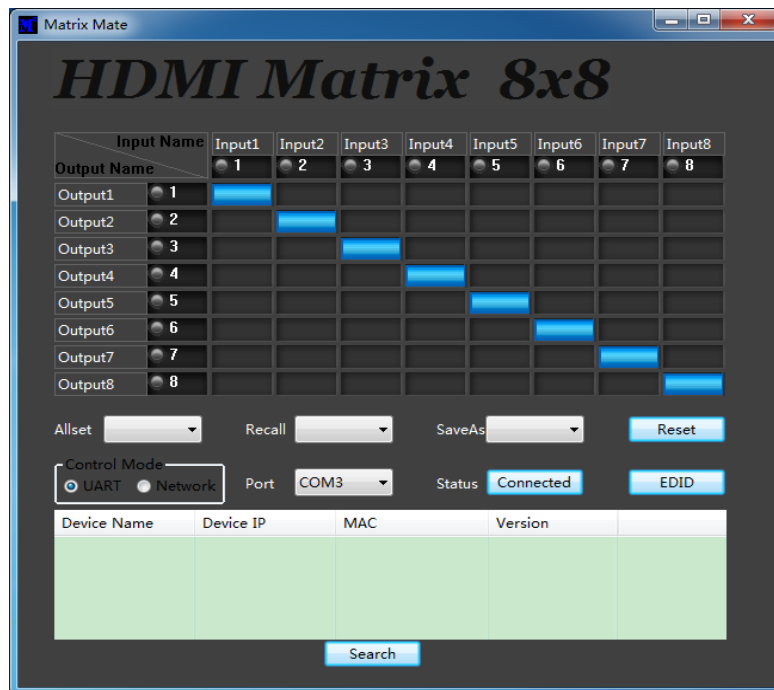 Matrix Mate
HDMI Matrix 8x8
Input Name Input1 Input2 Input3 Input4 Input5 Input6 Input7 Input8
Output Name 1 2 3 4 5 6 7 8
Output1 1
Output2 2
Output3 3
Output4 4
Output5 5
Output6 6
Output7 7
Output8 8
Allset Recall SaveAs Reset
Control Mode
UART Network Port COM3 Status Connected EDID
Device Name Device IP MAC Version
Search